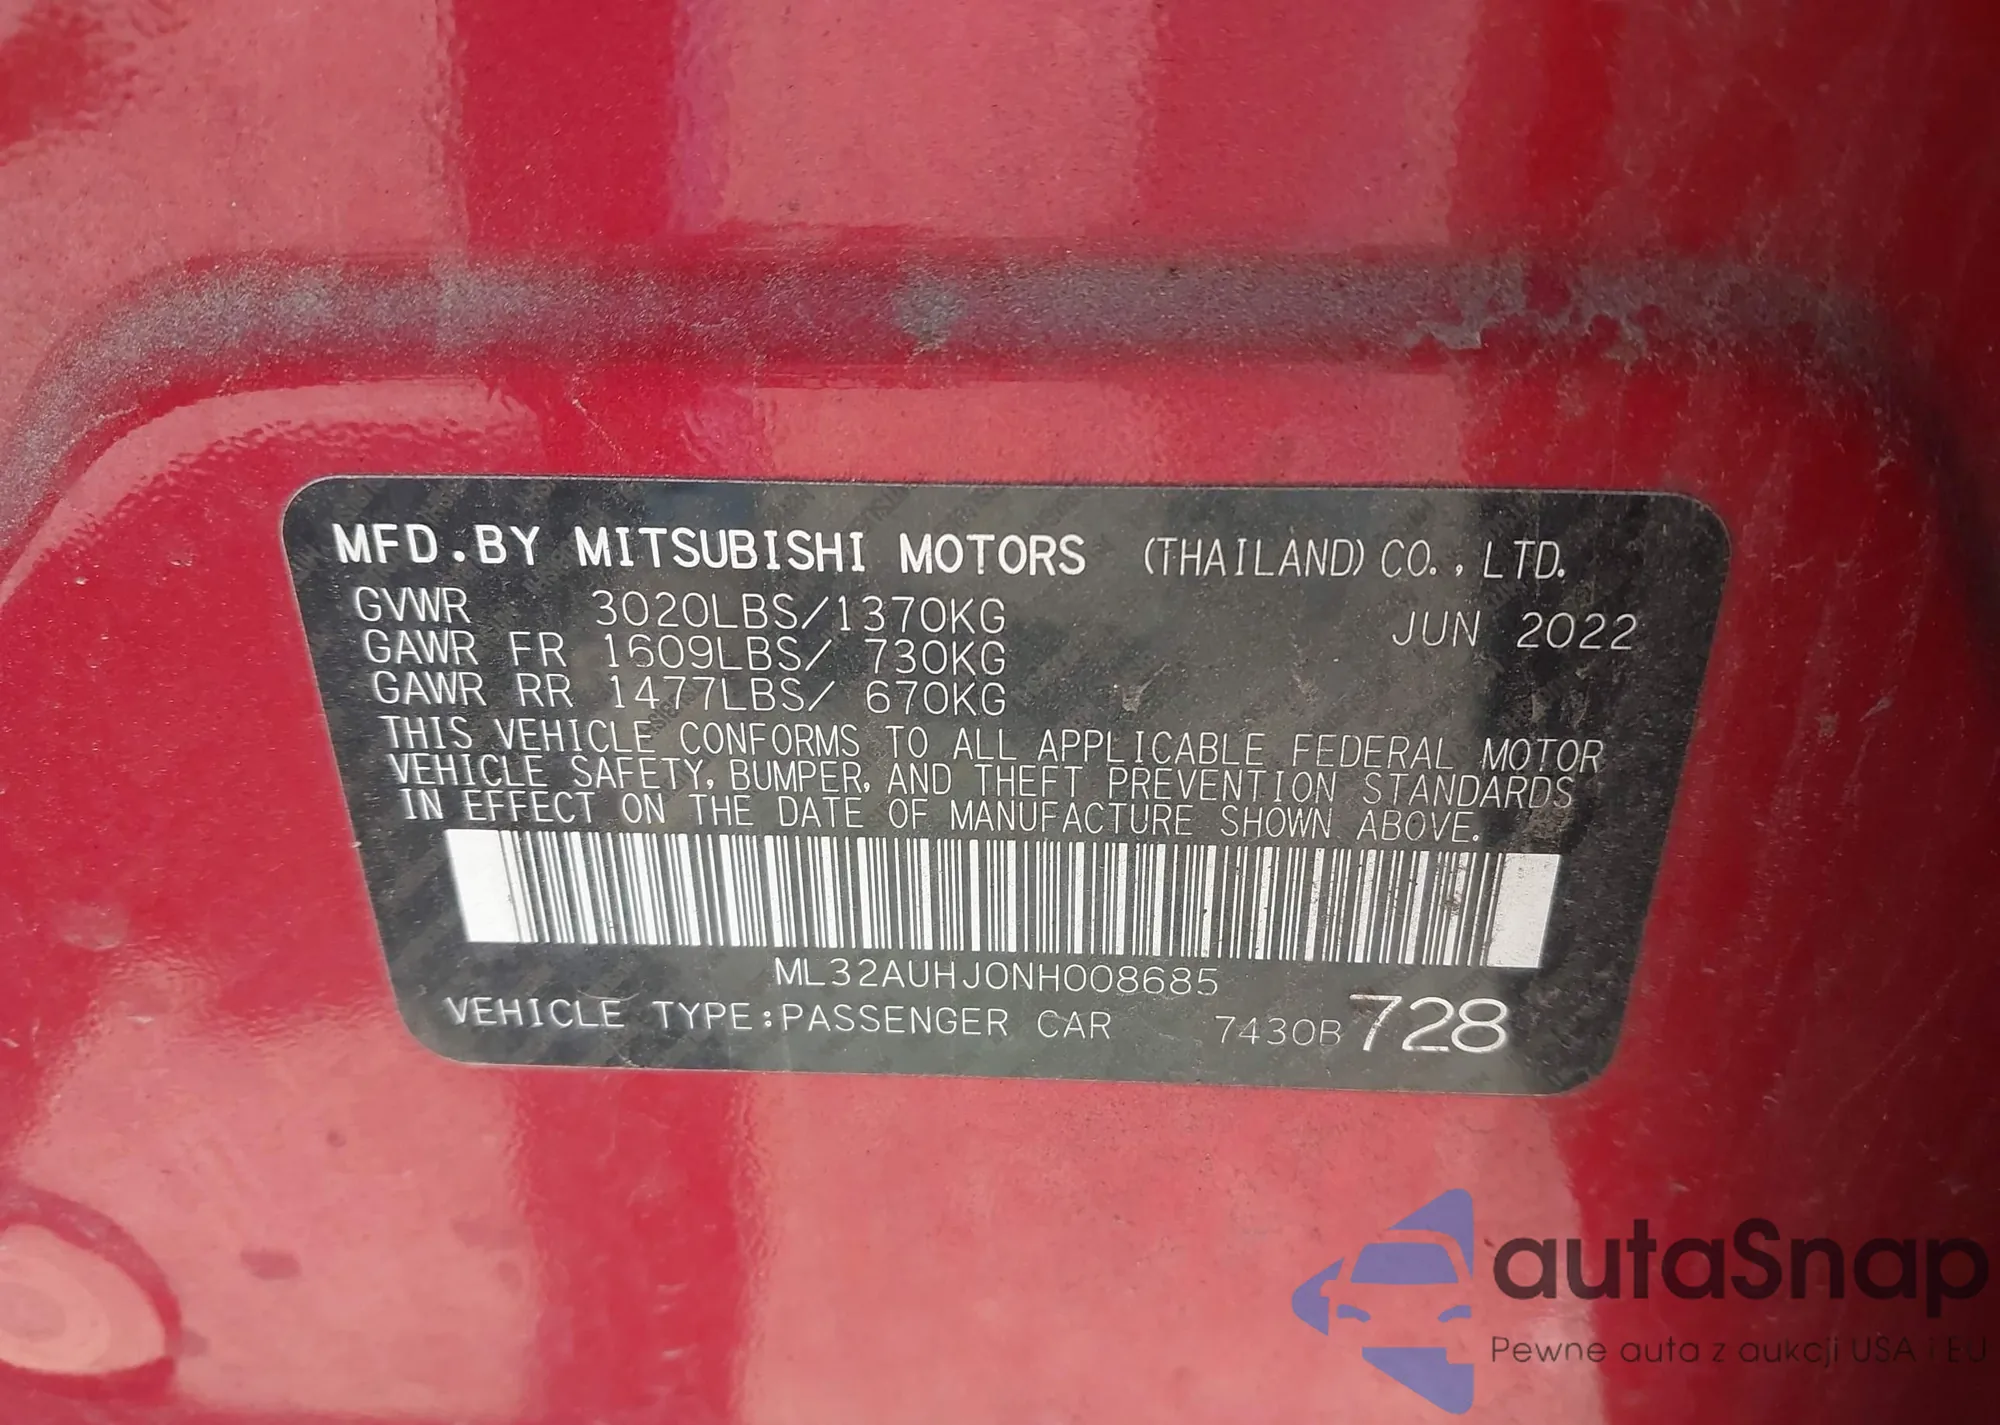 MFD.BY MITSUBISHI MOTORS (THAILAND) CO., LTD.
GVWR 3020LBS/1370KG JUN 2022
GAWR FR 1609LBS/ 730KG
GAWR RR 1477LBS/ 670KG
THIS VEHICLE CONFORMS TO ALL APPLICABLE FEDERAL MOTOR
VEHICLE SAFETY, BUMPER, AND THEFT PREVENTION STANDARDS
IN EFFECT ON THE DATE OF MANUFACTURE SHOWN ABOVE.
ML32AUHJ0NH008685
VEHICLE TYPE:PASSENGER CAR 7430B 728
autaSnap
Pewne auta z aukcji USA i EU